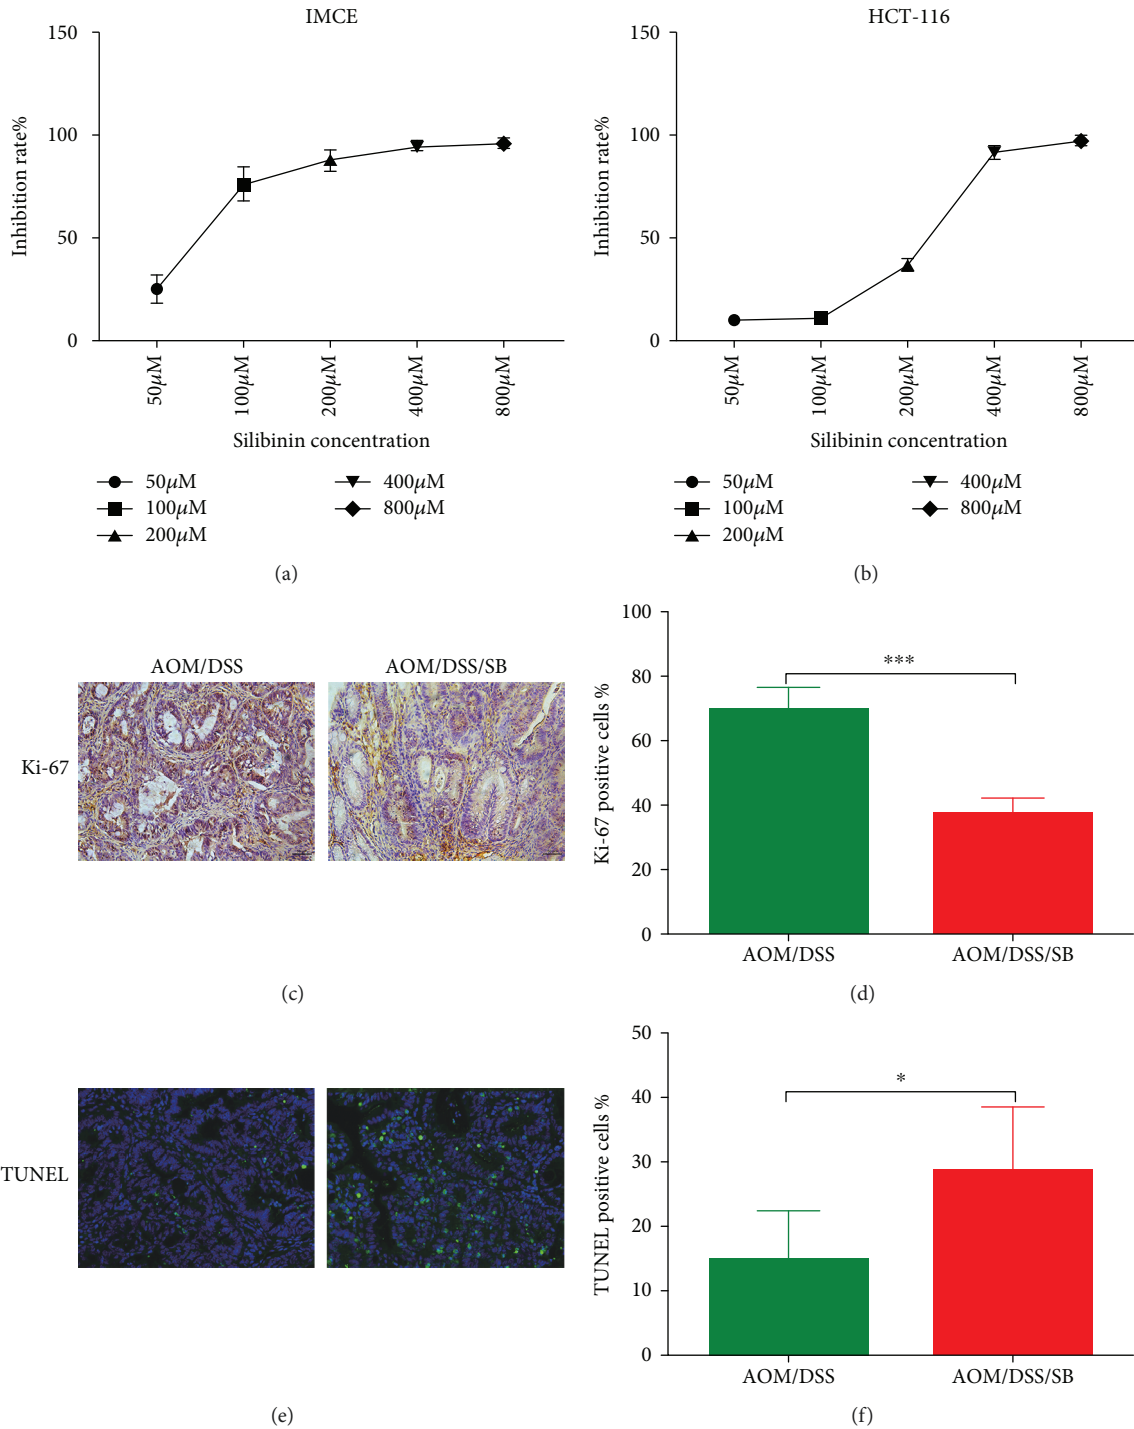 IMCE
150
100
50
0
Inhibition rate%
50μM
100μM
200μM
400μM
800μM
Silibinin concentration
50μM
100μM
200μM
400μM
800μM
(a)
HCT-116
150
100
50
0
Inhibition rate%
50μM
100μM
200μM
400μM
800μM
Silibinin concentration
50μM
100μM
200μM
400μM
800μM
(b)
AOM/DSS
AOM/DSS/SB
Ki-67
(c)
100
80
60
40
20
0
Ki-67 positive cells %
***
AOM/DSS
AOM/DSS/SB
(d)
TUNEL
(e)
50
40
30
20
10
0
TUNEL positive cells %
*
AOM/DSS
AOM/DSS/SB
(f)